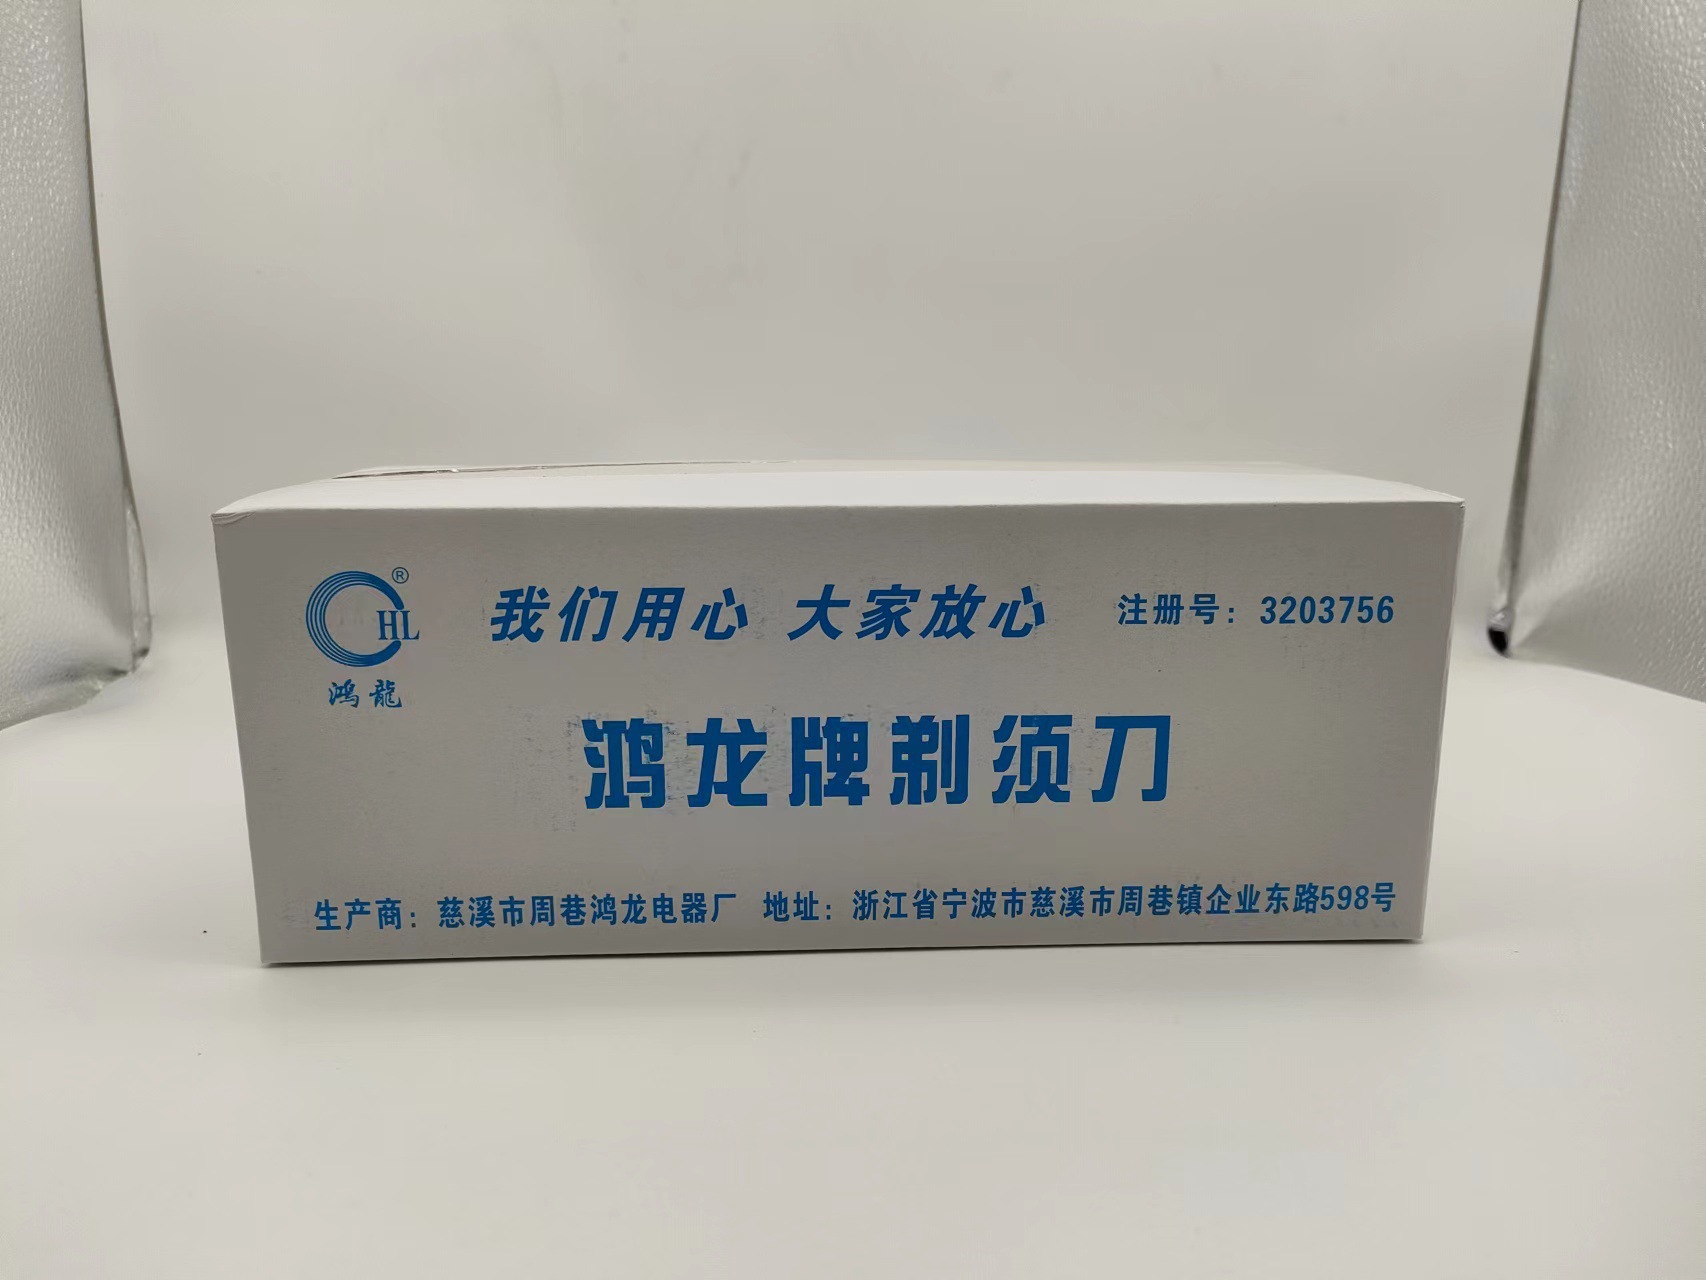 ®
HL
鸿龍
我们用心 大家放心
注册号：3203756
鸿龙牌剃须刀
生产商：慈溪市周巷鸿龙电器厂 地址：浙江省宁波市慈溪市周巷镇企业东路598号